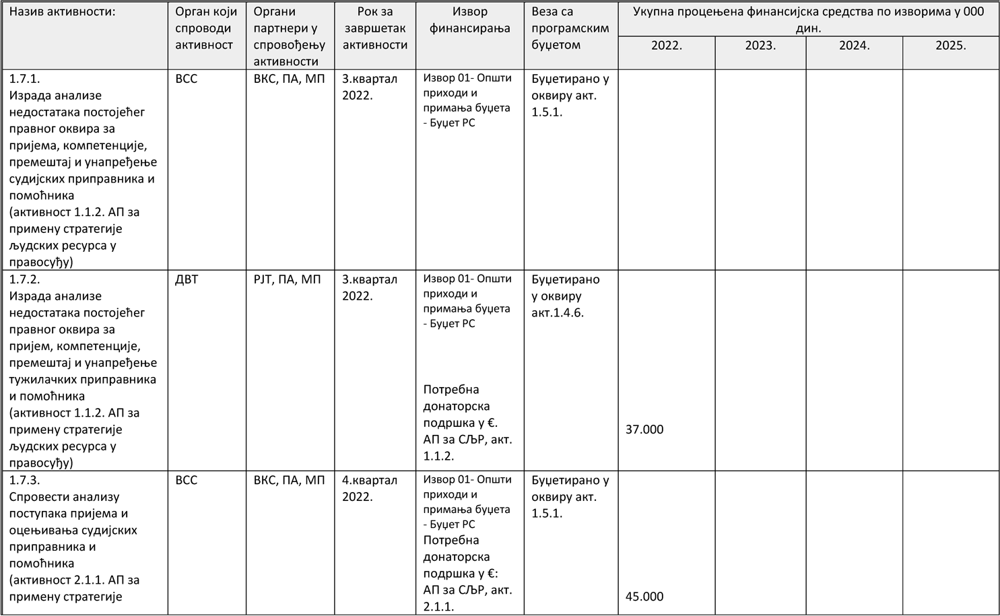 Назив активности:
Орган који
спроводи
активност
Органи
партнери у
спровођењу
активности
Рок за
завршетак
активности
Извор
финансирања
Веза са
програмским
буџетом
Укупна процењена финансијска средства по изворима у 000
дин.
2022.
2023.
2024.
2025.
1.7.1.
Израда анализе
недостатака постојећег
правног оквира за
пријема, компетенције,
премештај и унапређење
судијских приправника и
помоћника
(активност 1.1.2. АП за
примену стратегије
људских ресурса у
правосуђу)
ВСС
ВКС, ПА, МП
3.квартал
2022.
Извор 01- Општи
приходи и
примања буџета
- Буџет РС
Буџетирано у
оквиру акт.
1.5.1.
1.7.2.
Израда анализе
недостатака постојећег
правног оквира за
пријем, компетенције,
премештај и унапређење
тужилачких приправника
и помоћника
(активност 1.1.2. АП за
примену стратегије
људских ресурса у
правосуђу)
ДВТ
РЈТ, ПА, МП
3.квартал
2022.
Извор 01- Општи
приходи и
примања буџета
- Буџет РС
Потребна
донаторска
подршка у €.
АП за СЉР, акт.
1.1.2.
Буџетирано
у оквиру
акт.1.4.6.
37.000
1.7.3.
Спровести анализу
поступака пријема и
оцењивања судијских
приправника и
помоћника
(активност 2.1.1. АП за
примену стратегије
ВСС
ВКС, ПА, МП
4.квартал
2022.
Извор 01- Општи
приходи и
примања буџета
- Буџет РС
Потребна
донаторска
подршка у €:
АП за СЉР, акт.
2.1.1.
Буџетирано у
оквиру акт.
1.5.1.
45.000